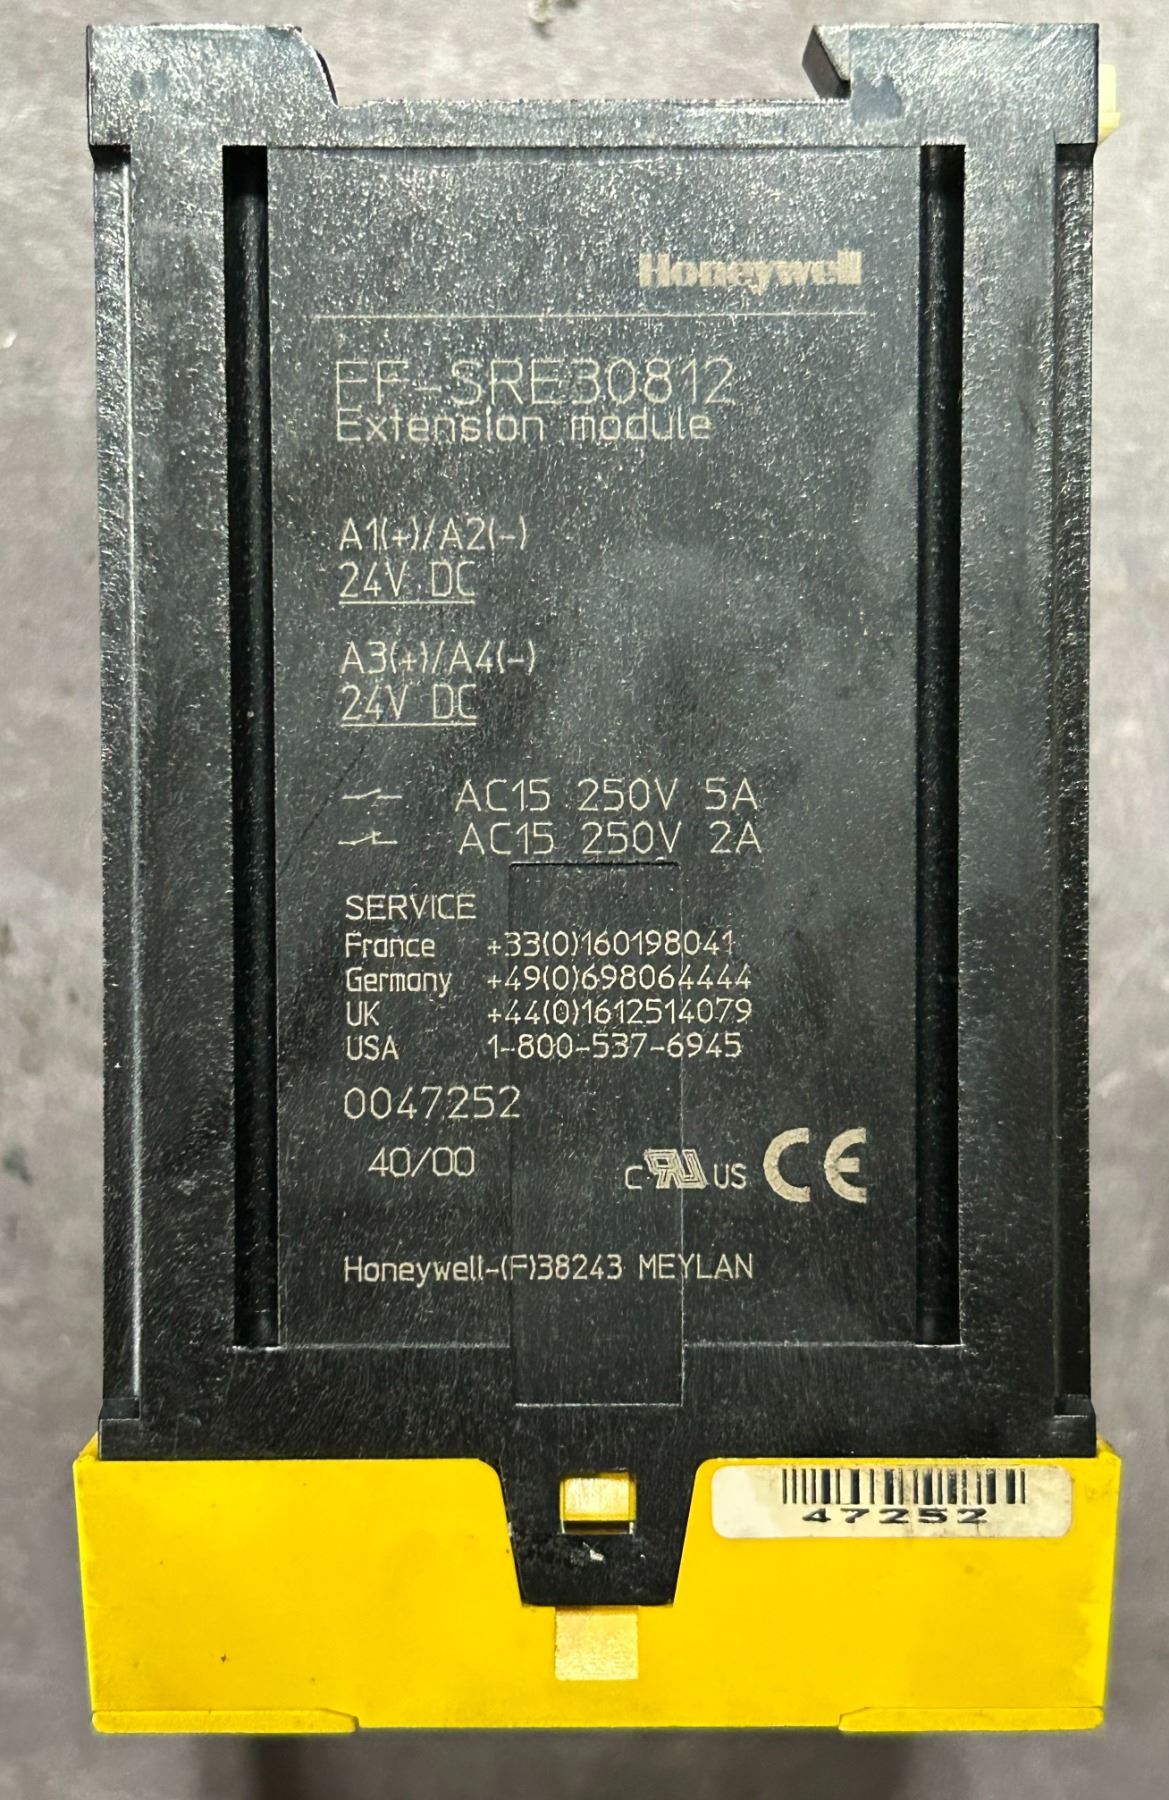 Honeywell
FF-SRE30812
Extension module
A1(+)/A2(-)
24V DC
A3(+)/A4(-)
24V DC
AC15 250V 5A
AC15 250V 2A
SERVICE
France +33(0)160198041
Germany +49(0)698064444
UK +44(0)1612514079
USA 1-800-537-6945
0047252
40/00
c RU US CE
Honeywell-(F)38243 MEYLAN
47252